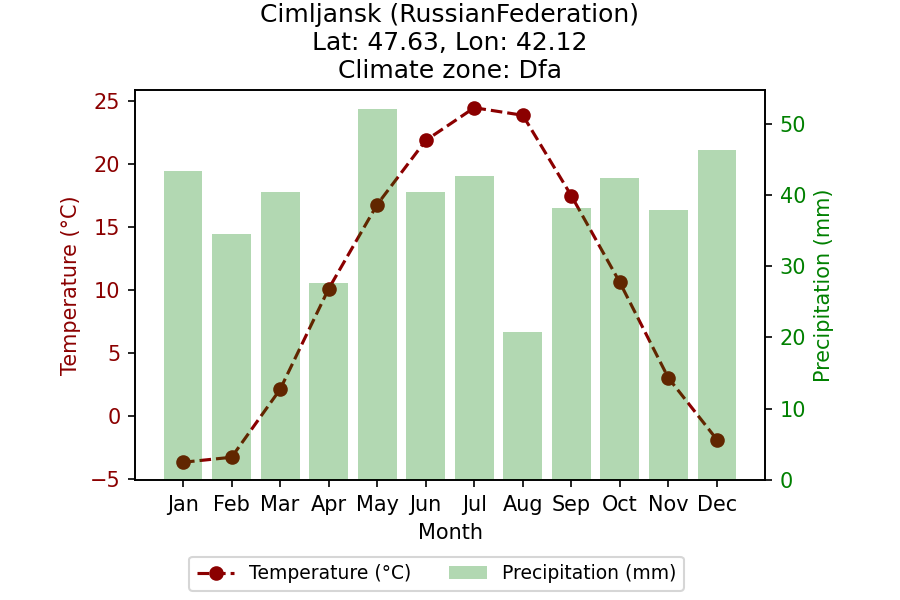 Cimljansk (RussianFederation)
Lat: 47.63, Lon: 42.12
Climate zone: Dfa
25
20
15
10
5
0
−5
Temperature (°C)
50
40
30
20
10
0
Precipitation (mm)
Jan Feb Mar Apr May Jun Jul Aug Sep Oct Nov Dec
Month
Temperature (°C) Precipitation (mm)